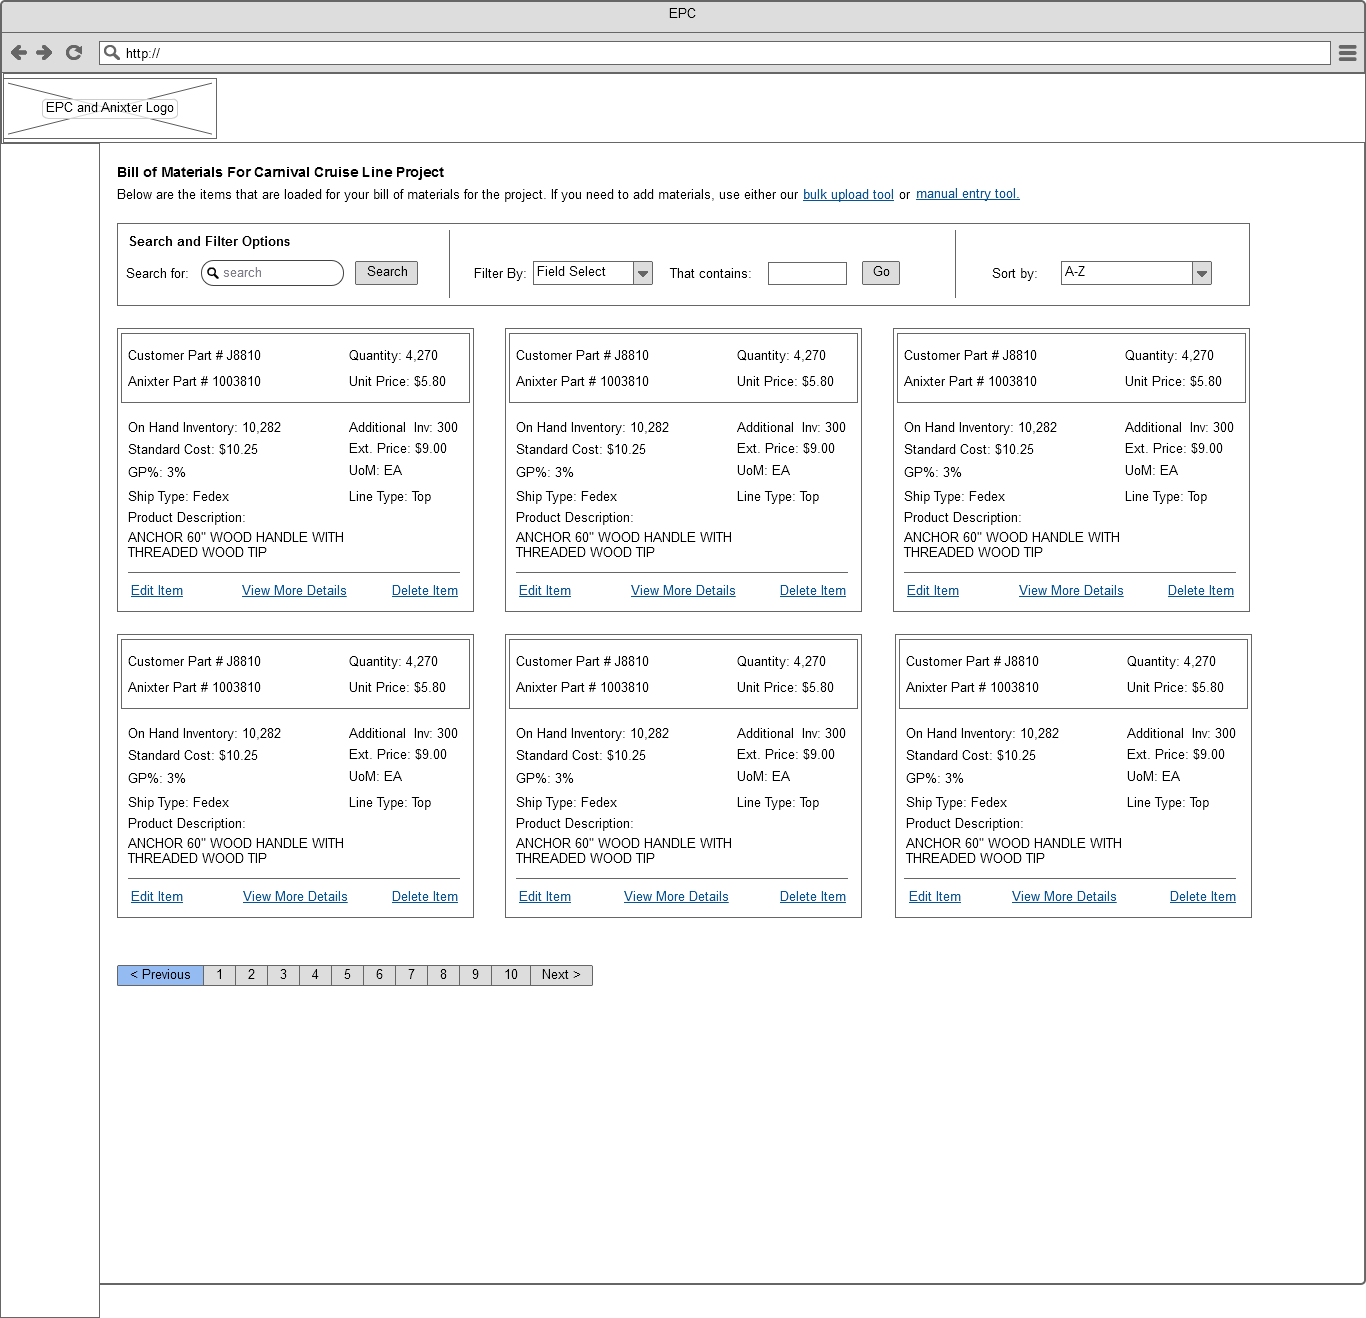 EPC
http://
EPC and Anixter Logo
Bill of Materials For Carnival Cruise Line Project
Below are the items that are loaded for your bill of materials for the project. If you need to add materials, use either our bulk upload tool or manual entry tool.
Search and Filter Options
Search for: search Search Filter By: Field Select That contains: Go Sort by: A-Z
Customer Part # J8810 Quantity: 4,270
Anixter Part # 1003810 Unit Price: $5.80
On Hand Inventory: 10,282 Additional Inv: 300
Standard Cost: $10.25 Ext. Price: $9.00
GP%: 3% UoM: EA
Ship Type: Fedex Line Type: Top
Product Description:
ANCHOR 60" WOOD HANDLE WITH
THREADED WOOD TIP
Edit Item View More Details Delete Item
Customer Part # J8810 Quantity: 4,270
Anixter Part # 1003810 Unit Price: $5.80
On Hand Inventory: 10,282 Additional Inv: 300
Standard Cost: $10.25 Ext. Price: $9.00
GP%: 3% UoM: EA
Ship Type: Fedex Line Type: Top
Product Description:
ANCHOR 60" WOOD HANDLE WITH
THREADED WOOD TIP
Edit Item View More Details Delete Item
Customer Part # J8810 Quantity: 4,270
Anixter Part # 1003810 Unit Price: $5.80
On Hand Inventory: 10,282 Additional Inv: 300
Standard Cost: $10.25 Ext. Price: $9.00
GP%: 3% UoM: EA
Ship Type: Fedex Line Type: Top
Product Description:
ANCHOR 60" WOOD HANDLE WITH
THREADED WOOD TIP
Edit Item View More Details Delete Item
Customer Part # J8810 Quantity: 4,270
Anixter Part # 1003810 Unit Price: $5.80
On Hand Inventory: 10,282 Additional Inv: 300
Standard Cost: $10.25 Ext. Price: $9.00
GP%: 3% UoM: EA
Ship Type: Fedex Line Type: Top
Product Description:
ANCHOR 60" WOOD HANDLE WITH
THREADED WOOD TIP
Edit Item View More Details Delete Item
Customer Part # J8810 Quantity: 4,270
Anixter Part # 1003810 Unit Price: $5.80
On Hand Inventory: 10,282 Additional Inv: 300
Standard Cost: $10.25 Ext. Price: $9.00
GP%: 3% UoM: EA
Ship Type: Fedex Line Type: Top
Product Description:
ANCHOR 60" WOOD HANDLE WITH
THREADED WOOD TIP
Edit Item View More Details Delete Item
Customer Part # J8810 Quantity: 4,270
Anixter Part # 1003810 Unit Price: $5.80
On Hand Inventory: 10,282 Additional Inv: 300
Standard Cost: $10.25 Ext. Price: $9.00
GP%: 3% UoM: EA
Ship Type: Fedex Line Type: Top
Product Description:
ANCHOR 60" WOOD HANDLE WITH
THREADED WOOD TIP
Edit Item View More Details Delete Item
< Previous 1 2 3 4 5 6 7 8 9 10 Next >